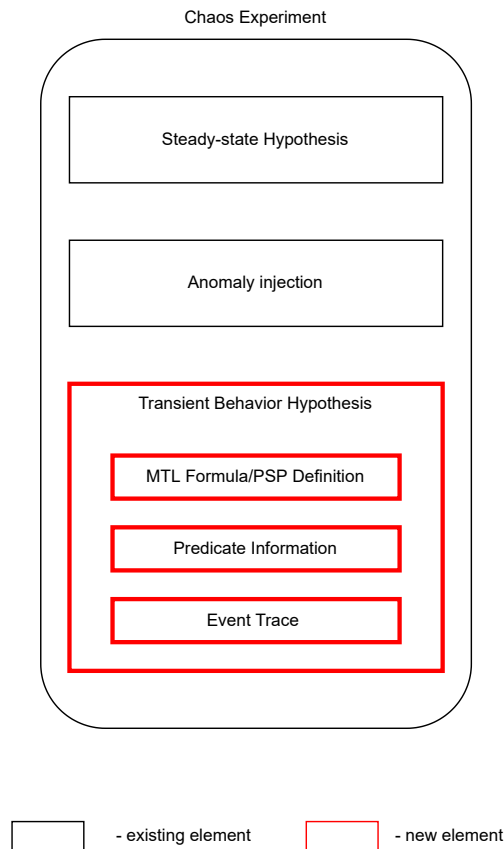 Chaos Experiment
Steady-state Hypothesis
Anomaly injection
Transient Behavior Hypothesis
MTL Formula/PSP Definition
Predicate Information
Event Trace
- existing element
- new element